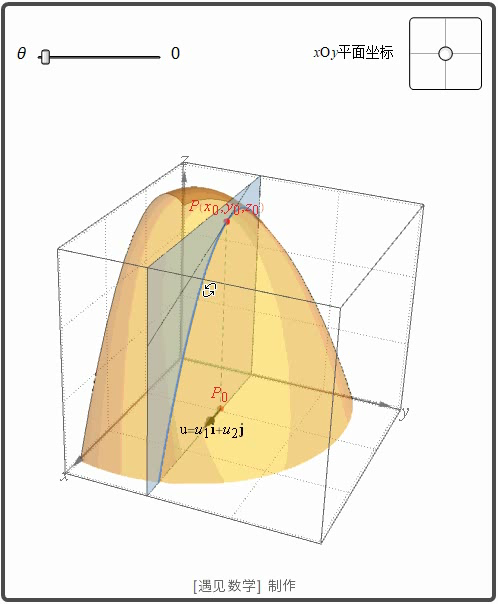 θ 0 xOy平面坐标
z
P(x₀,y₀,z₀)
P₀
y
u=u₁i+u₂j
x
[遇见数学] 制作